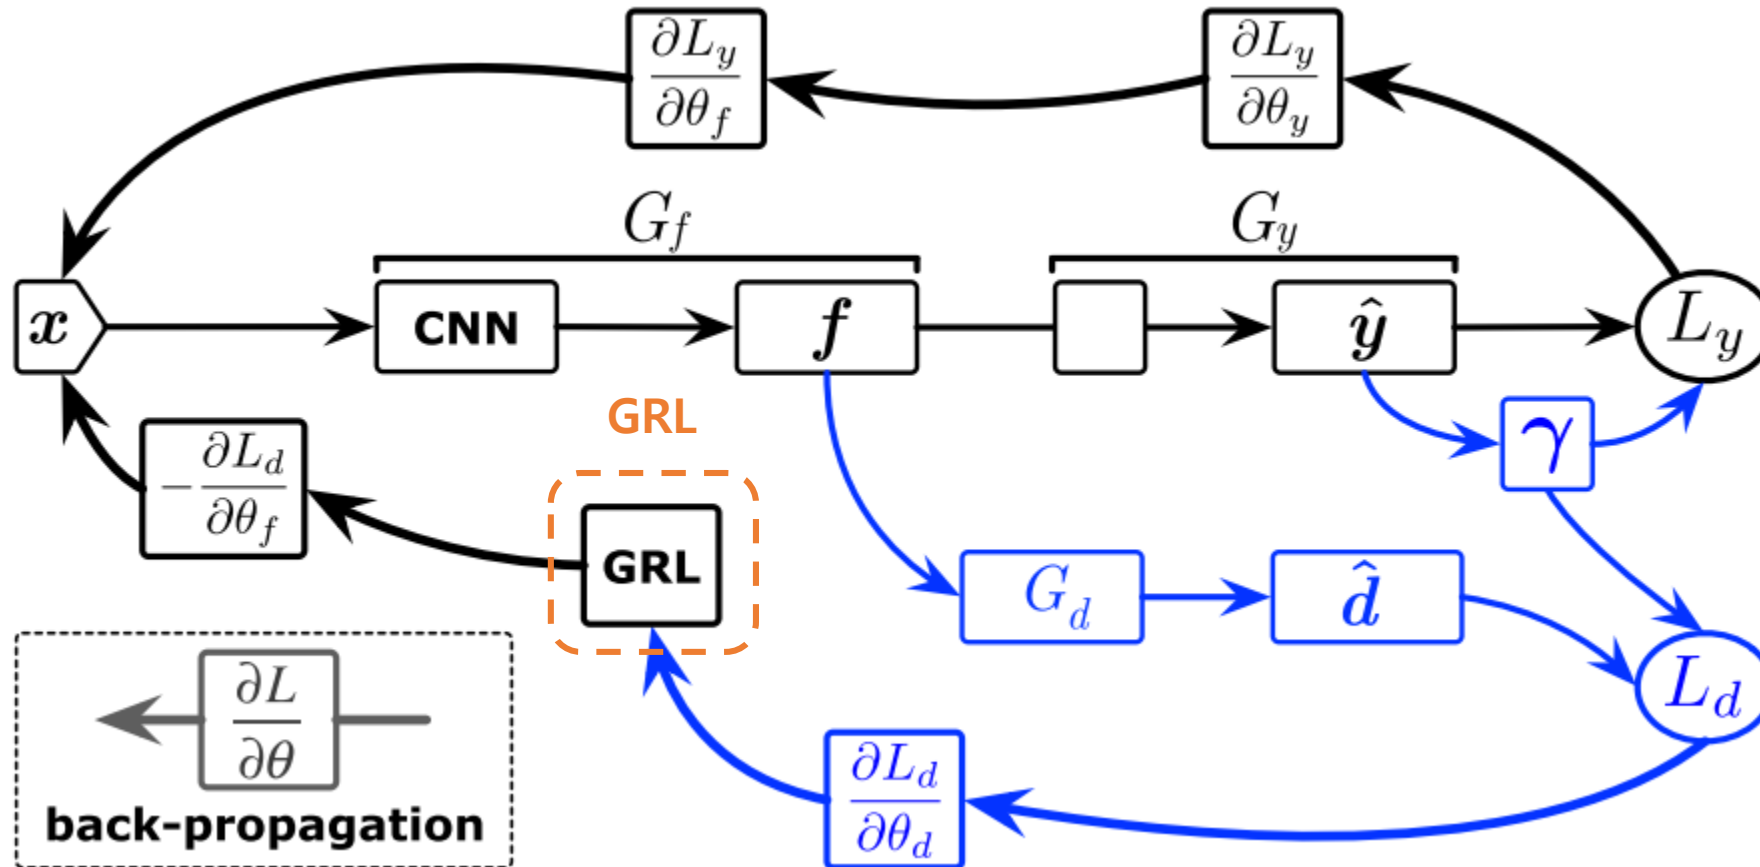 ∂L_y/∂θ_f
∂L_y/∂θ_y
G_f
G_y
x
CNN
f
ŷ
L_y
GRL
γ
−∂L_d/∂θ_f
GRL
G_d
d̂
L_d
∂L/∂θ
back-propagation
∂L_d/∂θ_d